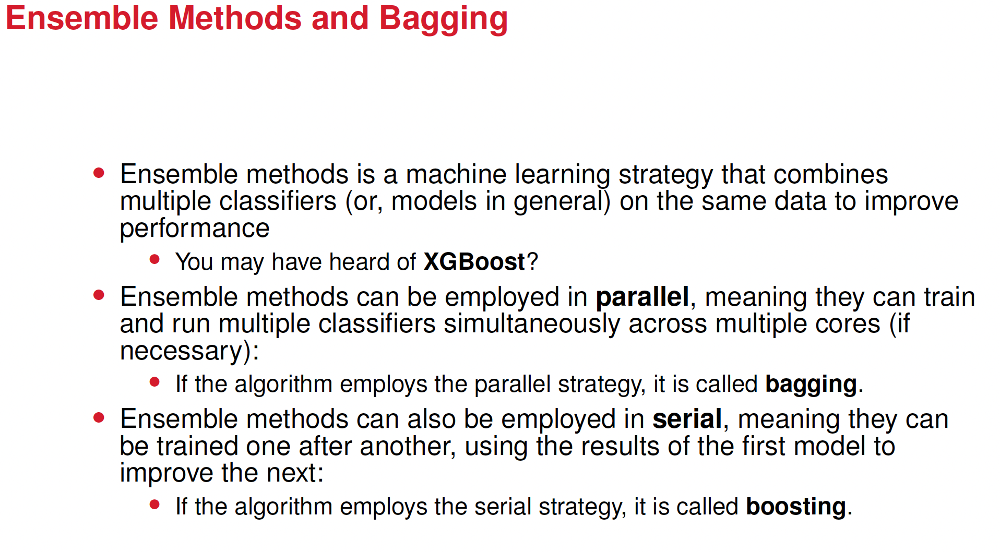 Ensemble Methods and Bagging
• Ensemble methods is a machine learning strategy that combines
multiple classifiers (or, models in general) on the same data to improve
performance
• You may have heard of XGBoost?
• Ensemble methods can be employed in parallel, meaning they can train
and run multiple classifiers simultaneously across multiple cores (if
necessary):
• If the algorithm employs the parallel strategy, it is called bagging.
• Ensemble methods can also be employed in serial, meaning they can
be trained one after another, using the results of the first model to
improve the next:
• If the algorithm employs the serial strategy, it is called boosting.